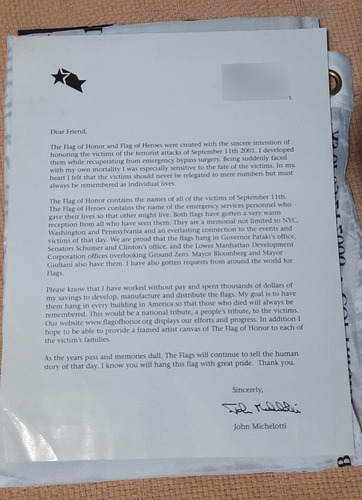 Dear Friend,
The Flag of Honor and Flag of Heroes were created with the sincere intention of
honoring the victims of the terrorist attacks of September 11th 2001. I developed
them while recuperating from emergency bypass surgery. Being suddenly faced
with my own mortality I was especially sensitive to the fate of the victims. In my
heart I felt that the victims should never be relegated to mere numbers but must
always be remembered as individual lives.
The Flag of Honor contains the names of all of the victims of September 11th.
The Flag of Heroes contains the name of the emergency services personnel who
gave their lives so that other might live. Both flags have gotten a very warm
reception from all who have seen them. They are a memorial not limited to NYC,
Washington and Pennsylvania and an everlasting connection to the events and
victims of that day. We are proud that the flags hang in Governor Pataki's office,
Senators Schumer and Clinton's office, and the Lower Manhattan Development
Corporation offices overlooking Ground Zero. Mayor Bloomberg and Mayor
Giuliani also have them. I have also gotten requests from around the world for
Flags.
Please know that I have worked without pay and spent thousands of dollars of
my savings to develop, manufacture and distribute the flags. My goal is to have
them hang in every building in America so that those who died will always be
remembered. This would be a national tribute, a people's tribute, to the victims.
Our website www.flagofhonor.org displays our efforts and progress. In addition I
hope to be able to provide a framed artist canvas of The Flag of Honor to each of
the victim's families.
As the years pass and memories dull, The Flags will continue to tell the human
story of that day. I know you will hang this flag with great pride. Thank you.
Sincerely,
John Michelotti